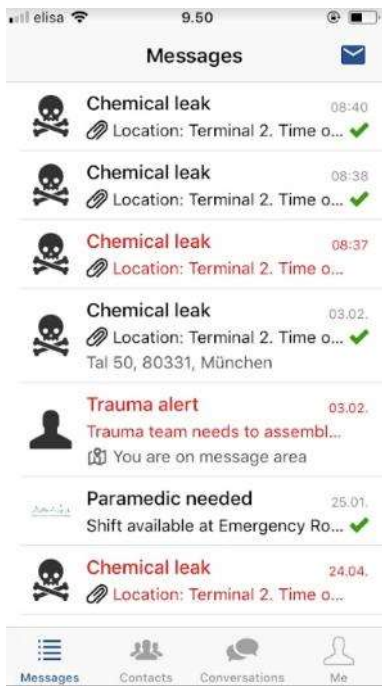 elisa 9.50
Messages
Chemical leak 08:40
Location: Terminal 2. Time o...
Chemical leak 08:38
Location: Terminal 2. Time o...
Chemical leak 08:37
Location: Terminal 2. Time o...
Chemical leak 03.02.
Location: Terminal 2. Time o...
Tal 50, 80331, München
Trauma alert 03.02.
Trauma team needs to assembl...
You are on message area
Paramedic needed 25.01.
Shift available at Emergency Ro...
Chemical leak 24.04.
Location: Terminal 2. Time o...
Messages Contacts Conversations Me